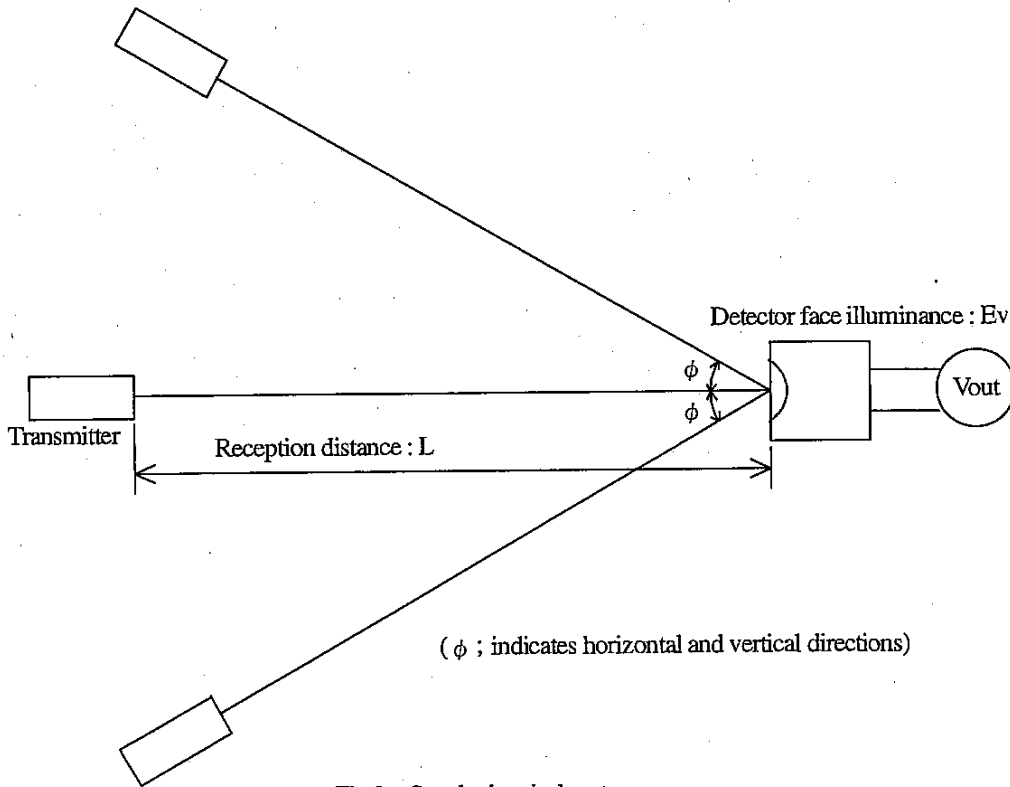 Detector face illuminance : Ev
ϕ
Vout
ϕ
Transmitter
Reception distance : L
( ϕ ; indicates horizontal and vertical directions)